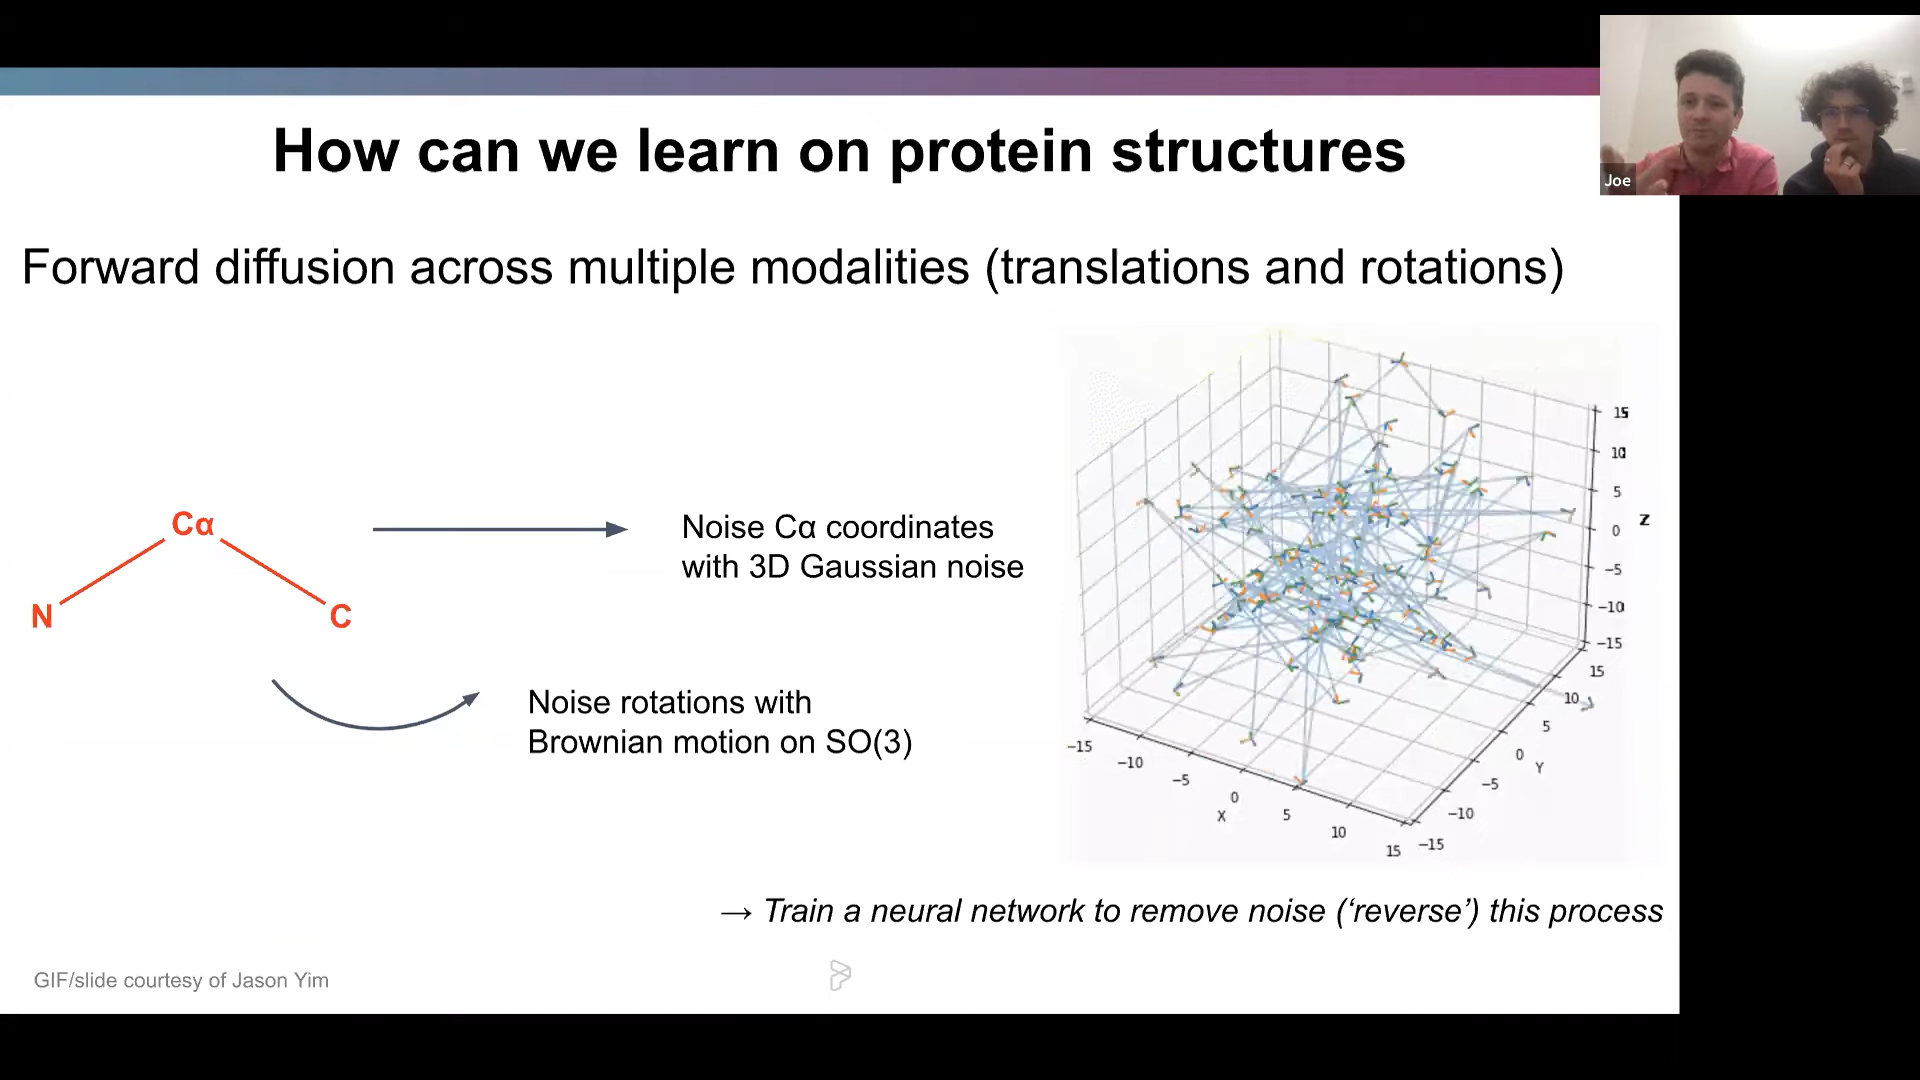 How can we learn on protein structures
Joe
Forward diffusion across multiple modalities (translations and rotations)
Cα
N
C
Noise Cα coordinates
with 3D Gaussian noise
Noise rotations with
Brownian motion on SO(3)
15
10
5
0
−5
−10
−15
Z
15
10
5
0
−5
−10
−15
Y
−15
−10
−5
0
5
10
15
X
→ Train a neural network to remove noise (‘reverse’) this process
GIF/slide courtesy of Jason Yim